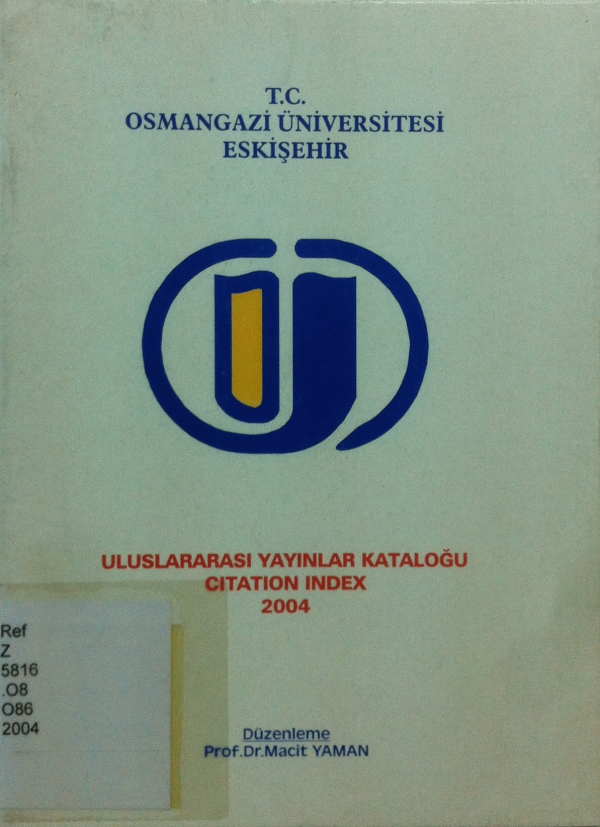 T.C.
OSMANGAZİ ÜNİVERSİTESİ
ESKİŞEHİR
ULUSLARARASI YAYINLAR KATALOĞU
CITATION INDEX
2004
Ref
Z
5816
.O8
O86
2004
Düzenleme
Prof.Dr.Macit YAMAN